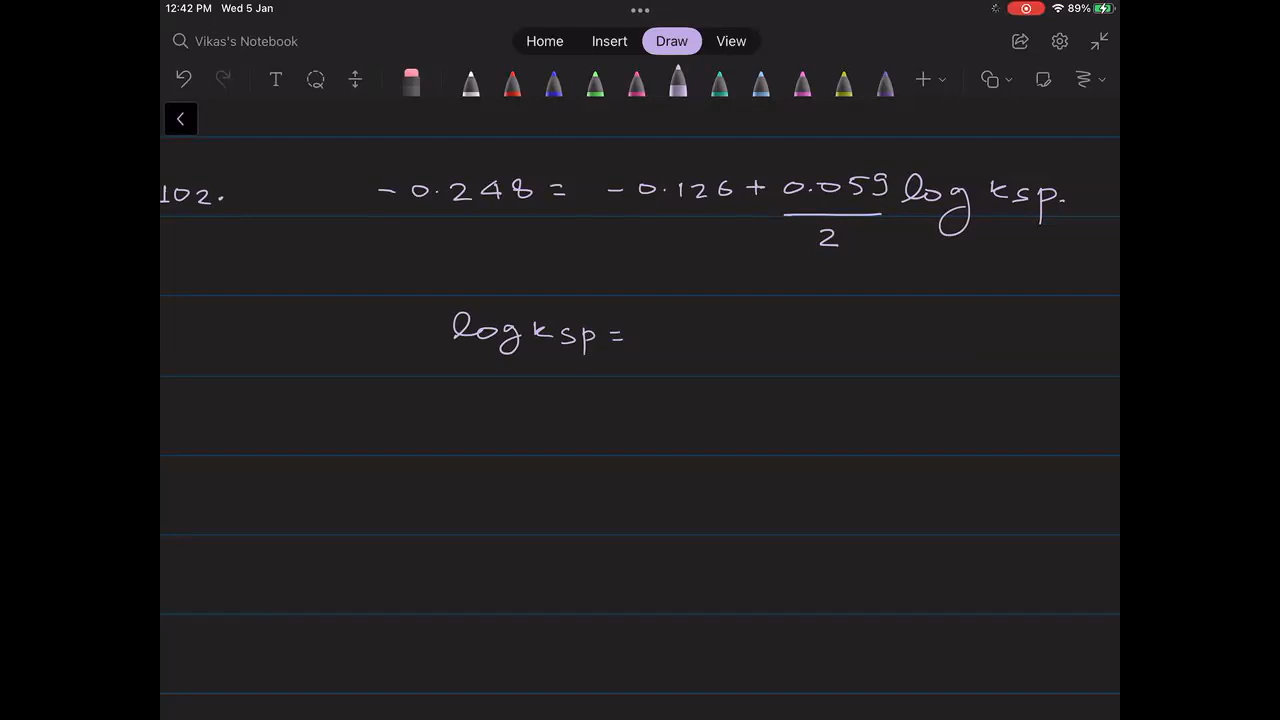 12:42 PM Wed 5 Jan
89%
Vikas's Notebook
Home Insert Draw View
102. - 0.248 = - 0.126 + 0.059/2 log ksp.
log ksp =